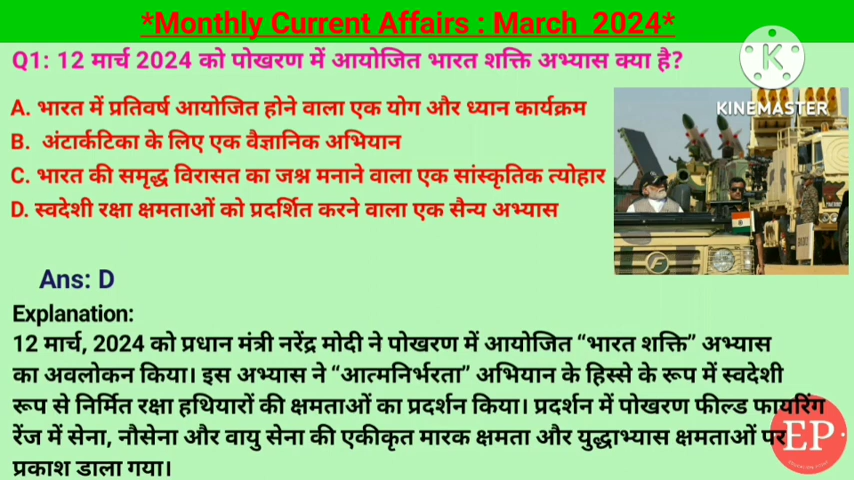 *Monthly Current Affairs : March 2024*
Q1: 12 मार्च 2024 को पोखरण में आयोजित भारत शक्ति अभ्यास क्या है?
K
KINEMASTER
A. भारत में प्रतिवर्ष आयोजित होने वाला एक योग और ध्यान कार्यक्रम
B. अंटार्कटिका के लिए एक वैज्ञानिक अभियान
C. भारत की समृद्ध विरासत का जश्न मनाने वाला एक सांस्कृतिक त्योहार
D. स्वदेशी रक्षा क्षमताओं को प्रदर्शित करने वाला एक सैन्य अभ्यास
Ans: D
Explanation:
12 मार्च, 2024 को प्रधान मंत्री नरेंद्र मोदी ने पोखरण में आयोजित “भारत शक्ति” अभ्यास
का अवलोकन किया। इस अभ्यास ने “आत्मनिर्भरता” अभियान के हिस्से के रूप में स्वदेशी
रूप से निर्मित रक्षा हथियारों की क्षमताओं का प्रदर्शन किया। प्रदर्शन में पोखरण फील्ड फायरिंग
रेंज में सेना, नौसेना और वायु सेना की एकीकृत मारक क्षमता और युद्धाभ्यास क्षमताओं पर
प्रकाश डाला गया।
EP